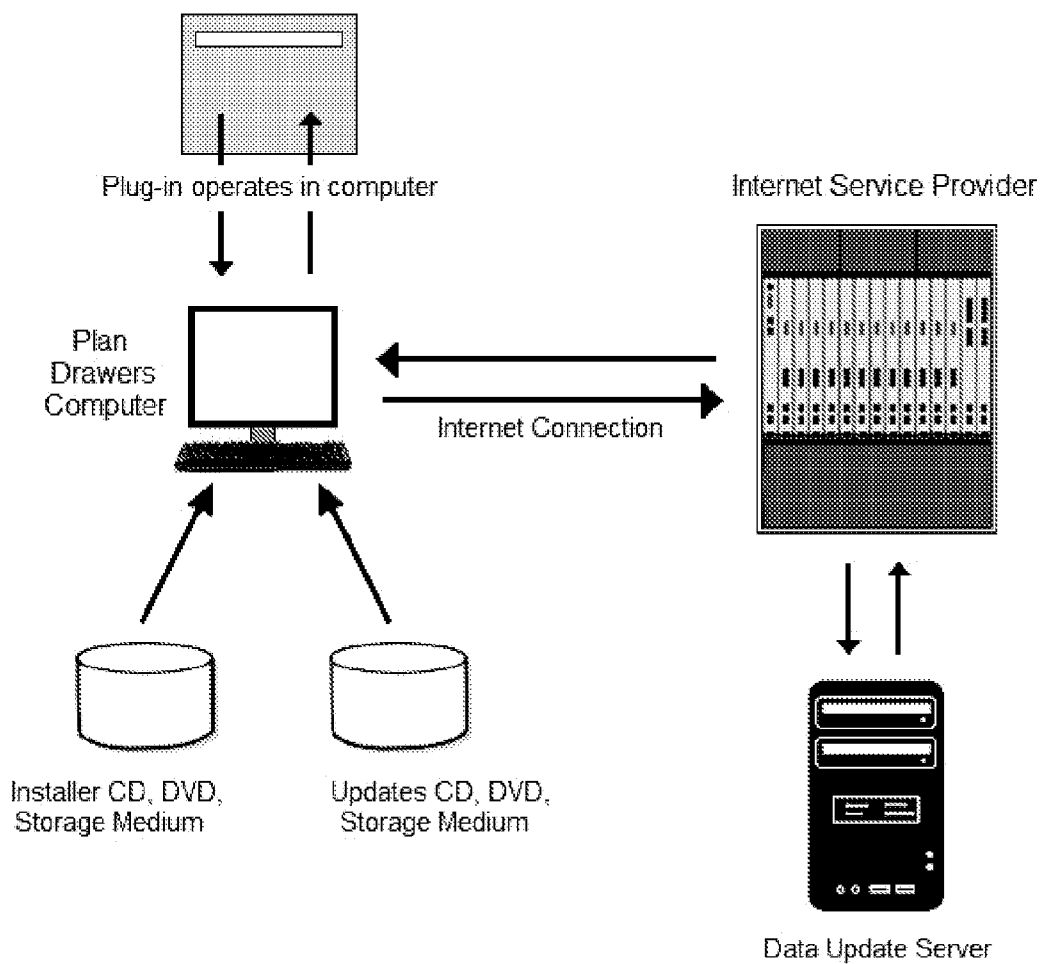 Plug-in operates in computer
Internet Service Provider
Plan
Drawers
Computer
Internet Connection
Installer CD, DVD,
Storage Medium
Updates CD, DVD,
Storage Medium
Data Update Server